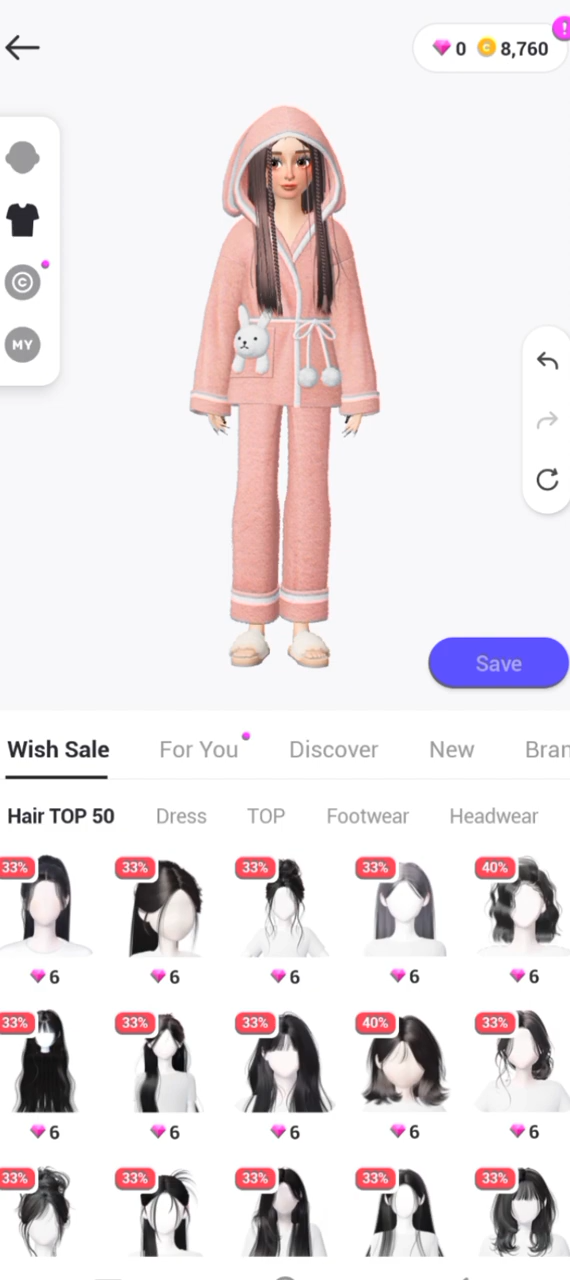 !
0 C 8,760
©
MY
Save
Wish Sale For You Discover New Bran
Hair TOP 50 Dress TOP Footwear Headwear
33% 33% 33% 33% 40%
6 6 6 6 6
33% 33% 33% 40% 33%
6 6 6 6 6
33% 33% 33% 33% 33%